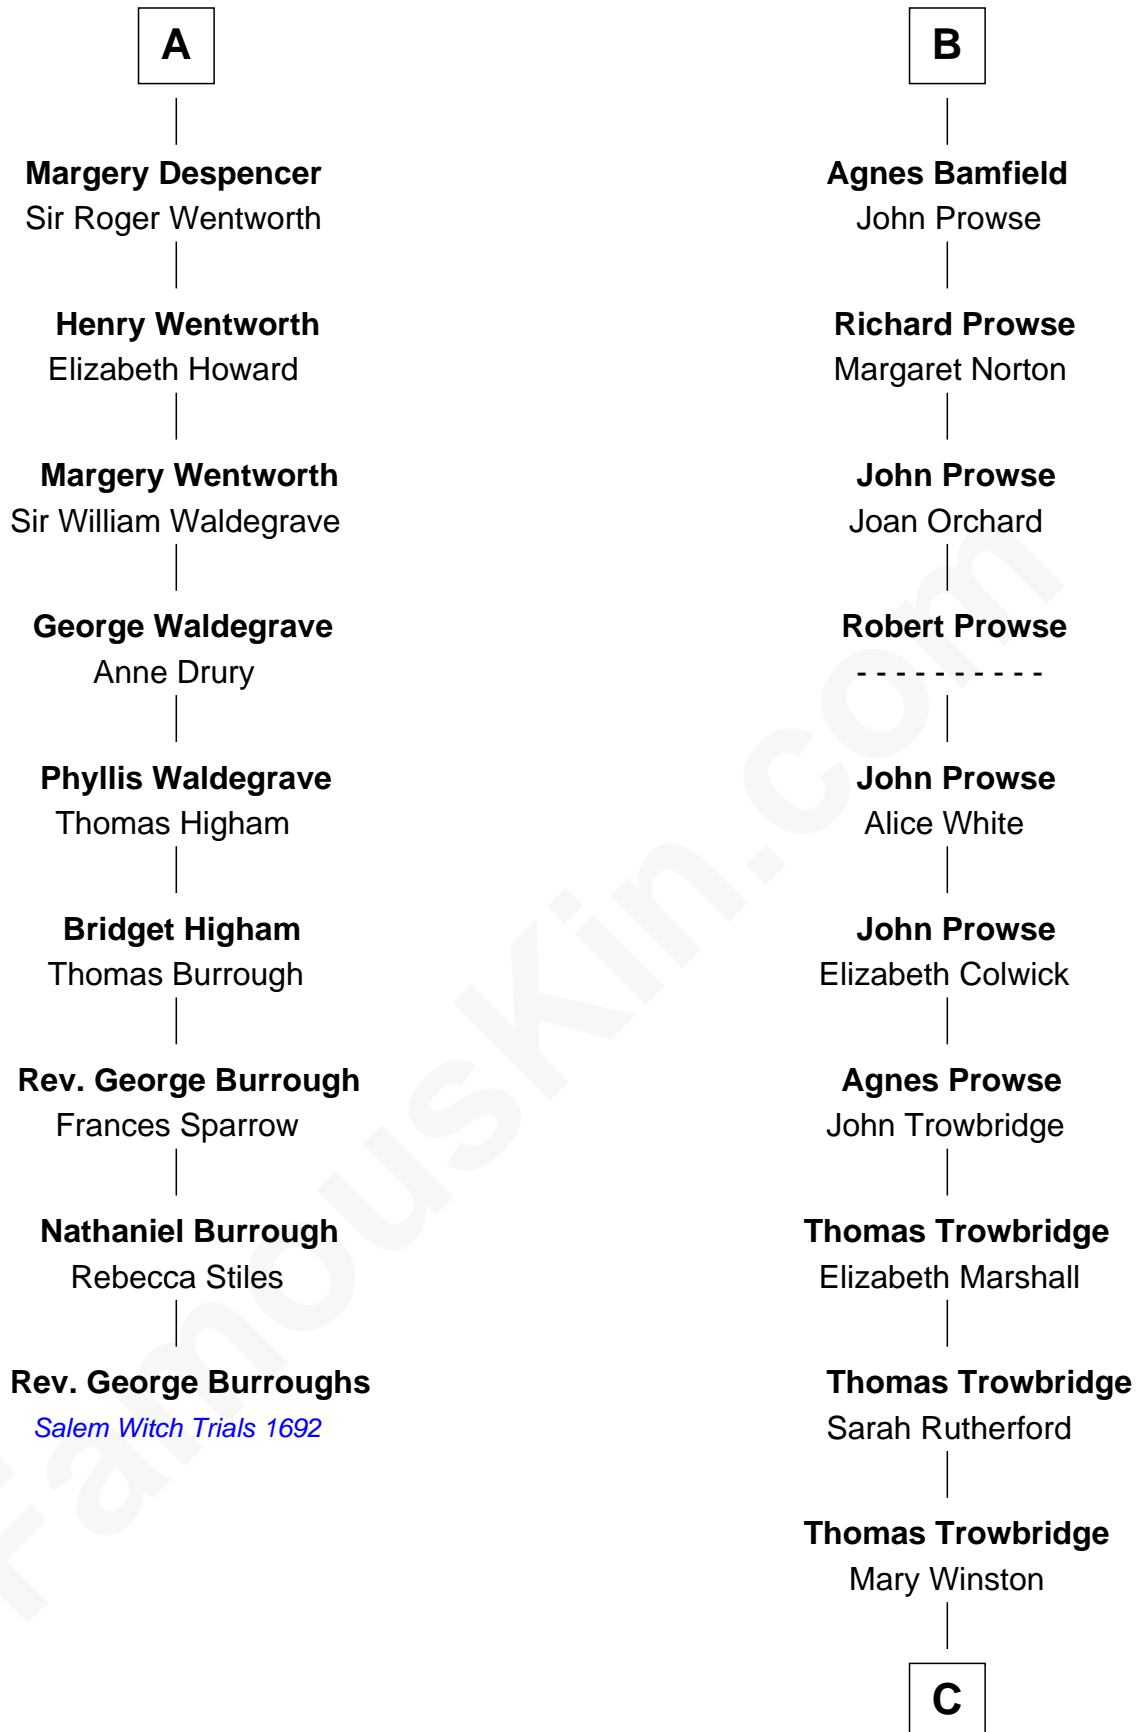 A
Margery Despencer
Sir Roger Wentworth
Henry Wentworth
Elizabeth Howard
Margery Wentworth
Sir William Waldegrave
George Waldegrave
Anne Drury
Phyllis Waldegrave
Thomas Higham
Bridget Higham
Thomas Burrough
Rev. George Burrough
Frances Sparrow
Nathaniel Burrough
Rebecca Stiles
Rev. George Burroughs
Salem Witch Trials 1692
B
Agnes Bamfield
John Prowse
Richard Prowse
Margaret Norton
John Prowse
Joan Orchard
Robert Prowse
- - - - - - - - - -
John Prowse
Alice White
John Prowse
Elizabeth Colwick
Agnes Prowse
John Trowbridge
Thomas Trowbridge
Elizabeth Marshall
Thomas Trowbridge
Sarah Rutherford
Thomas Trowbridge
Mary Winston
C
FamousKin.com